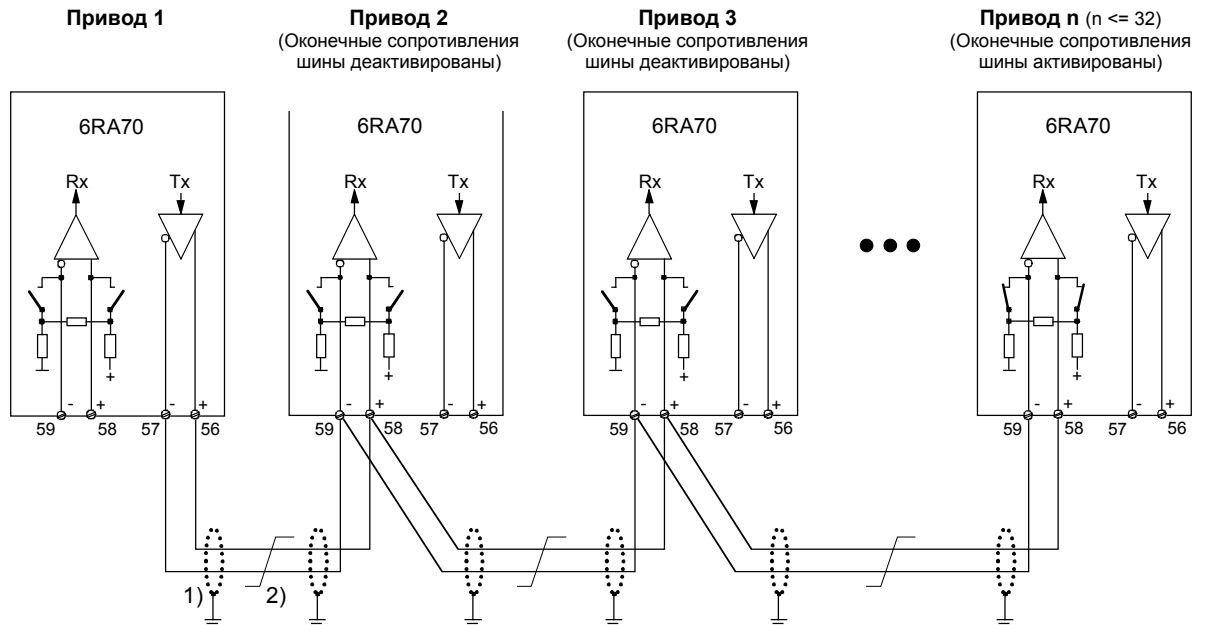 Привод 1
Привод 2
(Оконечные сопротивления
шины деактивированы)
Привод 3
(Оконечные сопротивления
шины деактивированы)
Привод n (n <= 32)
(Оконечные сопротивления
шины активированы)
6RA70
6RA70
6RA70
6RA70
Rx Tx
Rx Tx
Rx Tx
Rx Tx
+
+
+
+
- + - +
- + - +
- + - +
- + - +
59 58 57 56
59 58 57 56
59 58 57 56
59 58 57 56
1) 2)